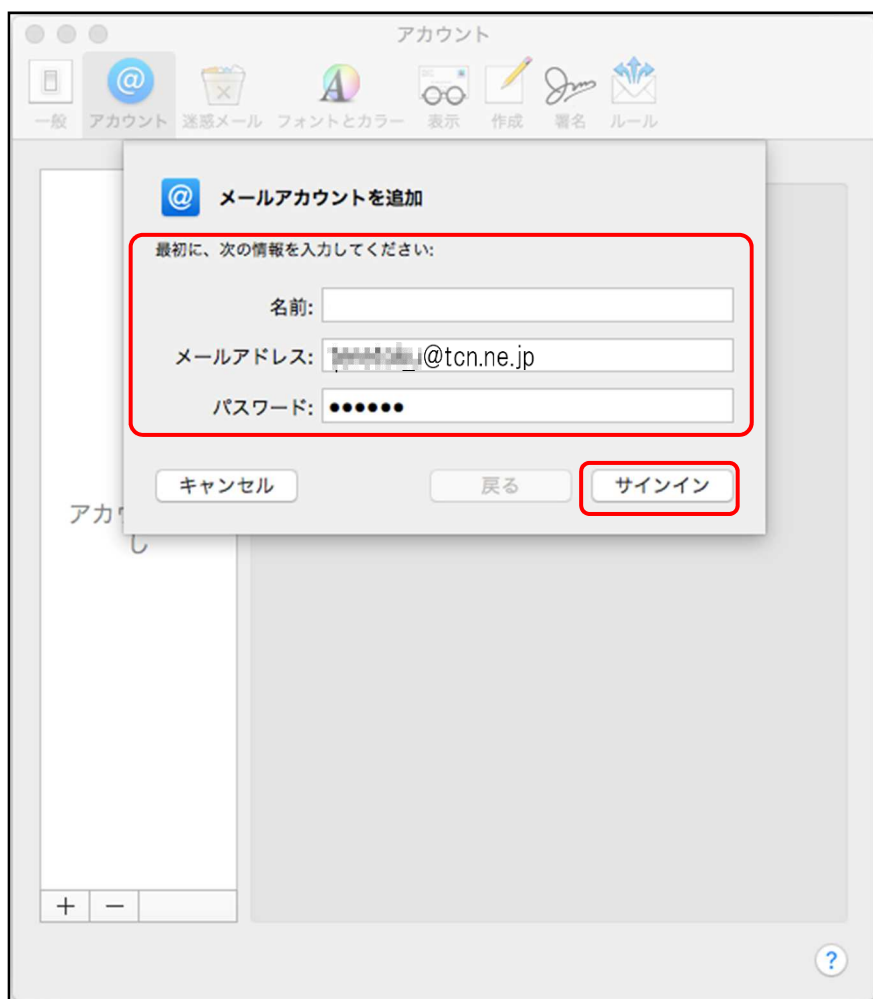 アカウント
一般 アカウント 迷惑メール フォントとカラー 表示 作成 署名 ルール
メールアカウントを追加
最初に、次の情報を入力してください:
名前:
メールアドレス: @tcn.ne.jp
パスワード: ●●●●●●
キャンセル 戻る サインイン
アカ
し
+ −
?